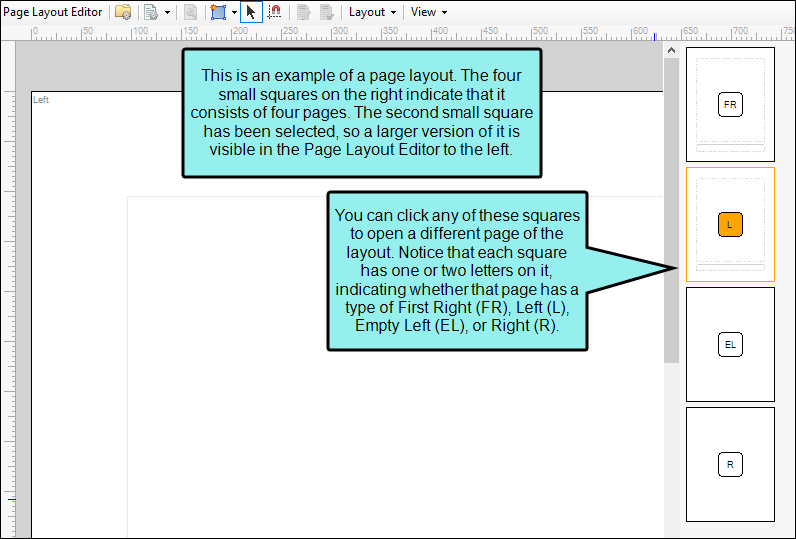 Page Layout Editor Layout View
0 50 100 150 200 250 300 350 400 450 500 550 600 650 700 750
Left
This is an example of a page layout. The four
small squares on the right indicate that it
consists of four pages. The second small square
has been selected, so a larger version of it is
visible in the Page Layout Editor to the left.
You can click any of these squares
to open a different page of the
layout. Notice that each square
has one or two letters on it,
indicating whether that page has a
type of First Right (FR), Left (L),
Empty Left (EL), or Right (R).
FR
L
EL
R